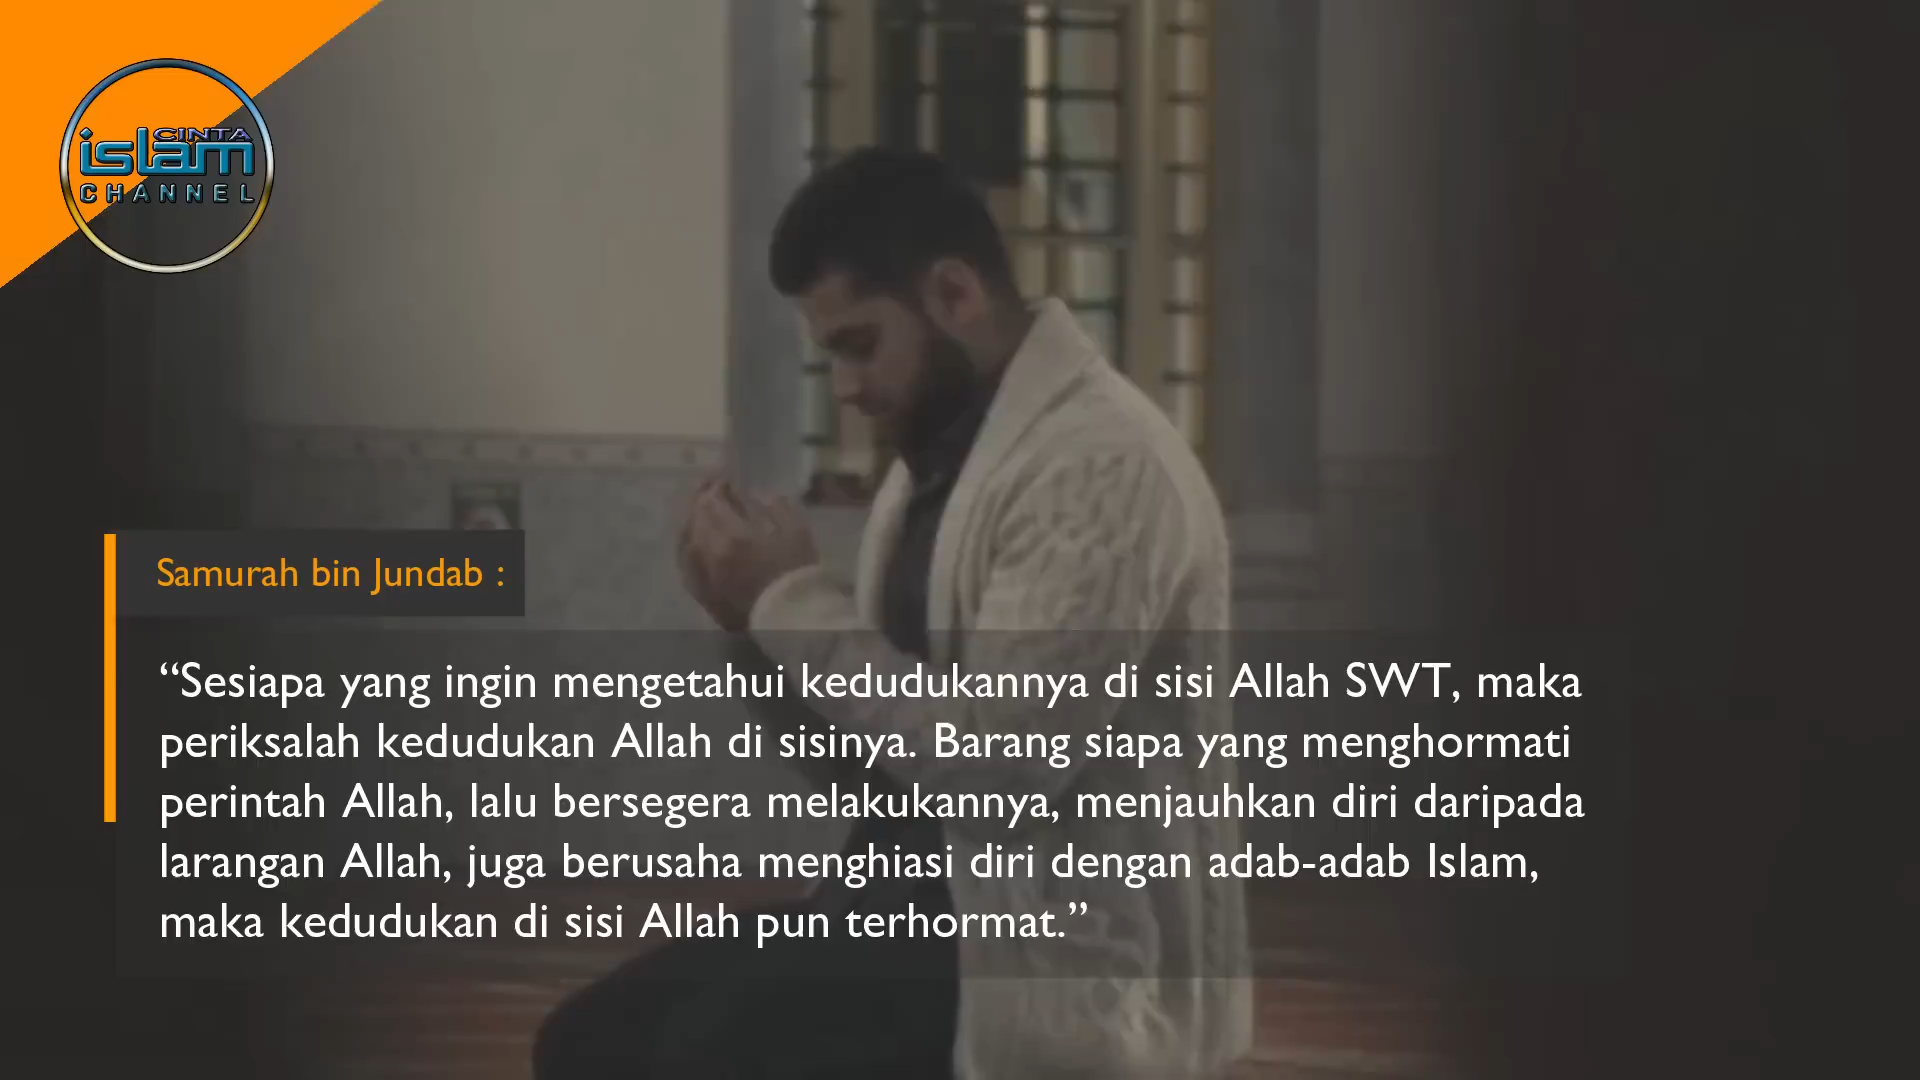 CINTA
islam
CHANNEL
Samurah bin Jundab :
“Sesiapa yang ingin mengetahui kedudukannya di sisi Allah SWT, maka
periksalah kedudukan Allah di sisinya. Barang siapa yang menghormati
perintah Allah, lalu bersegera melakukannya, menjauhkan diri daripada
larangan Allah, juga berusaha menghiasi diri dengan adab-adab Islam,
maka kedudukan di sisi Allah pun terhormat.”